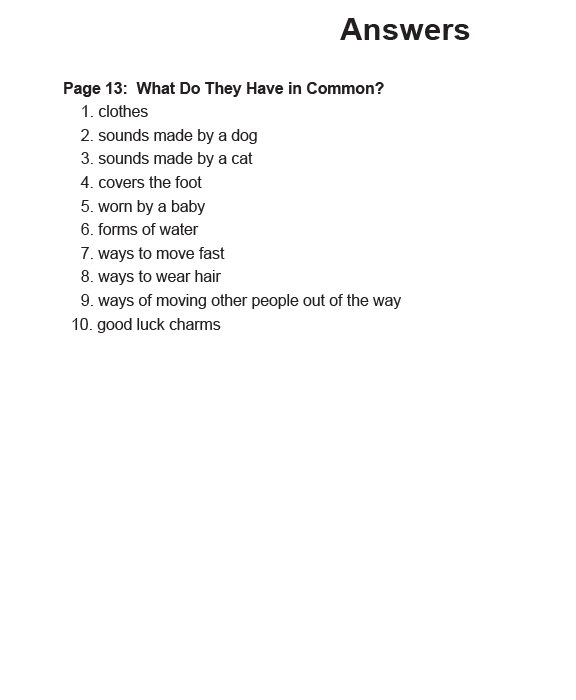 Answers
Page 13: What Do They Have in Common?
1. clothes
2. sounds made by a dog
3. sounds made by a cat
4. covers the foot
5. worn by a baby
6. forms of water
7. ways to move fast
8. ways to wear hair
9. ways of moving other people out of the way
10. good luck charms